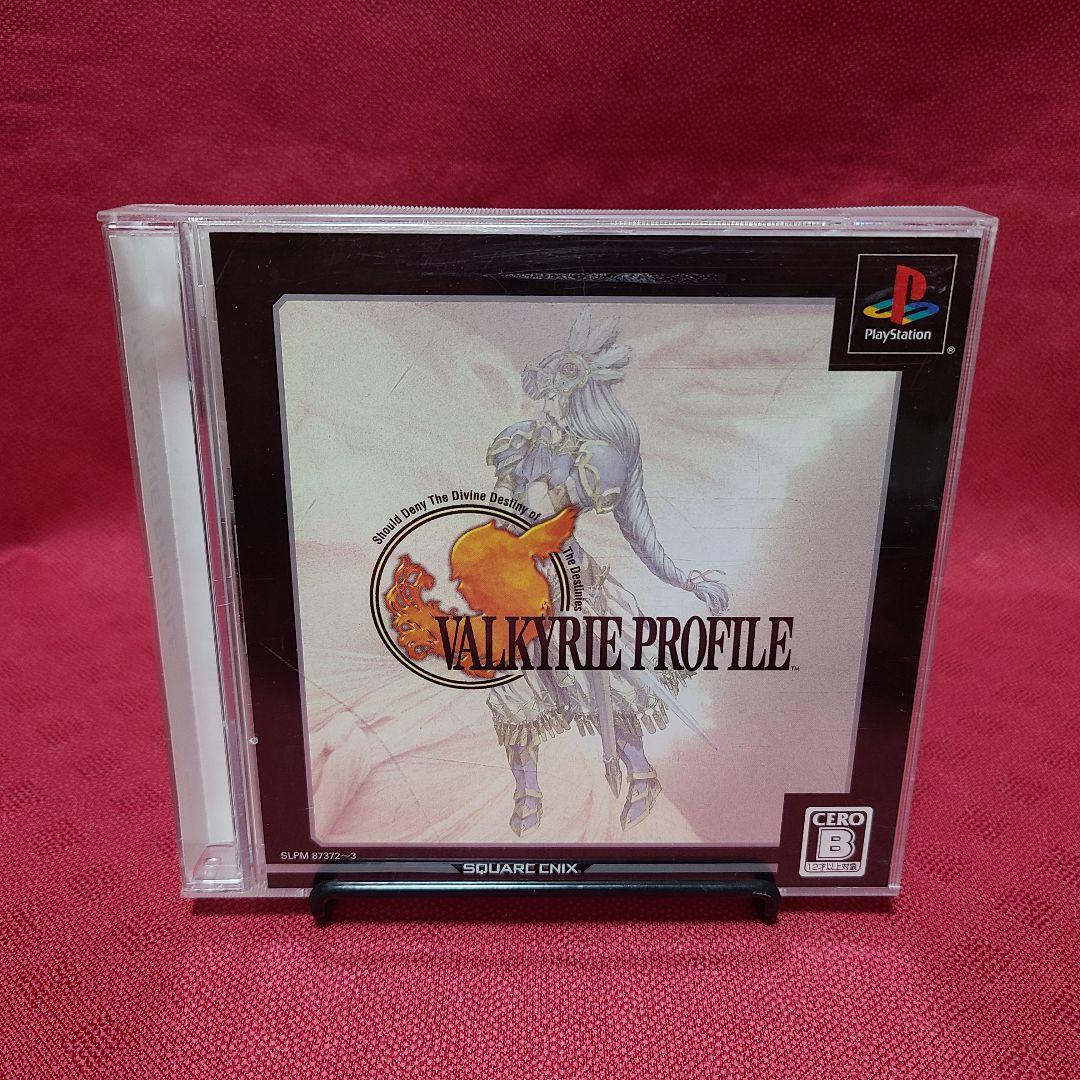 PlayStation
®
Should Deny The Divine Destiny of
The Destinies
VALKYRIE PROFILE™
SLPM 87372～3
SQUARE ENIX.
CERO
B
12才以上対象